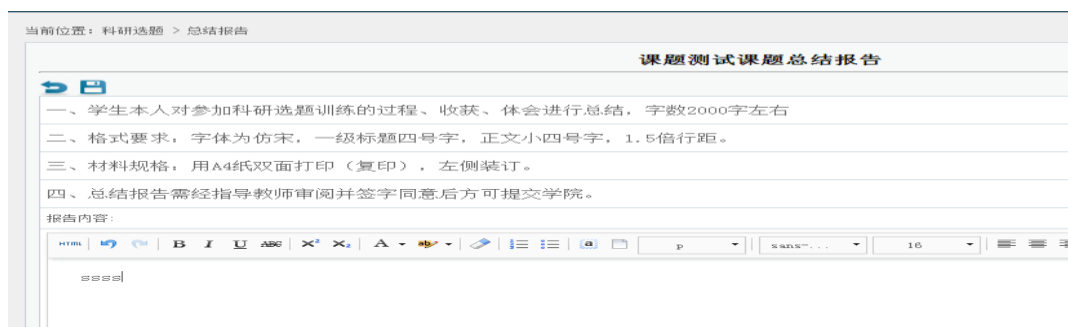 当前位置：科研选题 > 总结报告
课题测试课题总结报告
一、学生本人对参加科研选题训练的过程、收获、体会进行总结，字数2000字左右
二、格式要求：字体为仿宋，一级标题四号字，正文小四号字，1.5倍行距。
三、材料规格：用A4纸双面打印（复印），左侧装订。
四、总结报告需经指导教师审阅并签字同意后方可提交学院。
报告内容:
HTML B I U ABC X² X₂ A ab a p sans-... 16
ssss